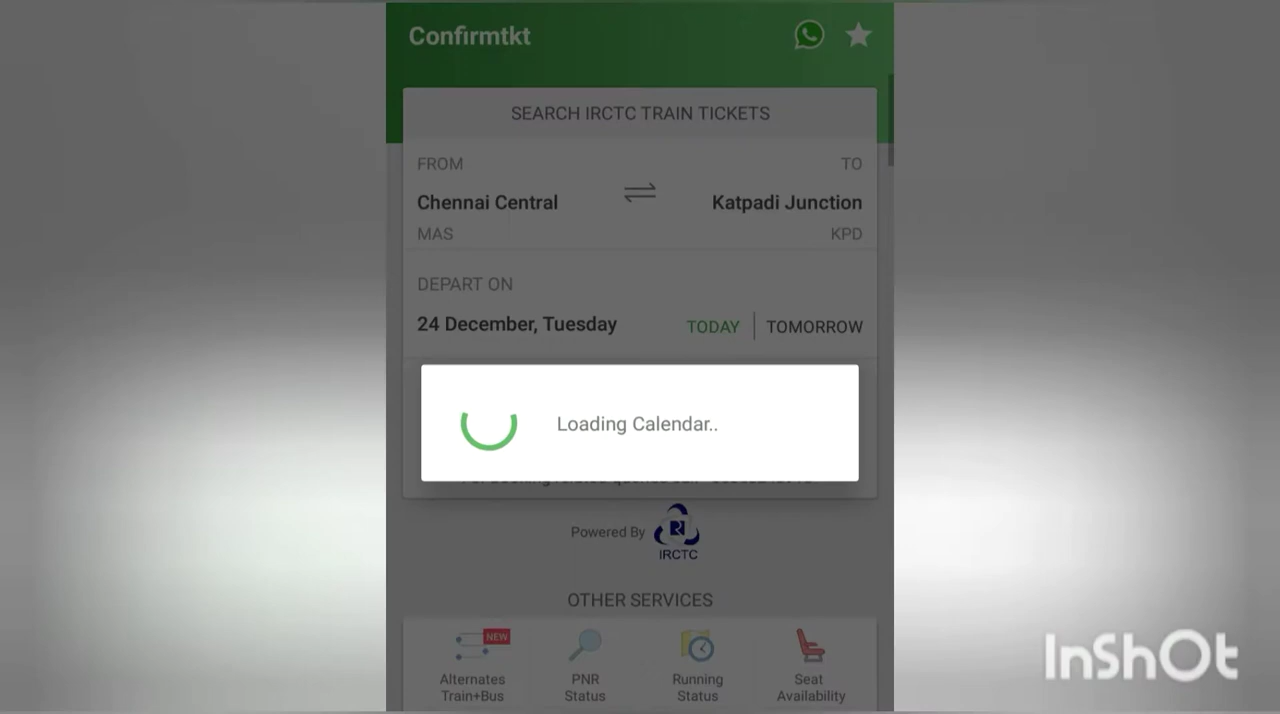 Confirmtkt
SEARCH IRCTC TRAIN TICKETS
FROM TO
Chennai Central Katpadi Junction
MAS KPD
DEPART ON
24 December, Tuesday TODAY TOMORROW
Loading Calendar..
Powered By
IRCTC
OTHER SERVICES
NEW
Alternates
Train+Bus
PNR
Status
Running
Status
Seat
Availability
InShOt